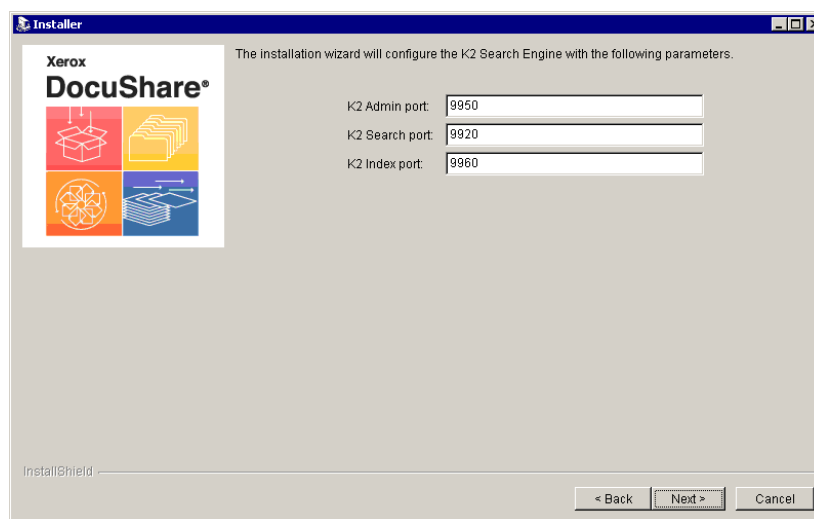 Installer
Xerox
DocuShare®
The installation wizard will configure the K2 Search Engine with the following parameters.
K2 Admin port: 9950
K2 Search port: 9920
K2 Index port: 9960
InstallShield
< Back Next > Cancel